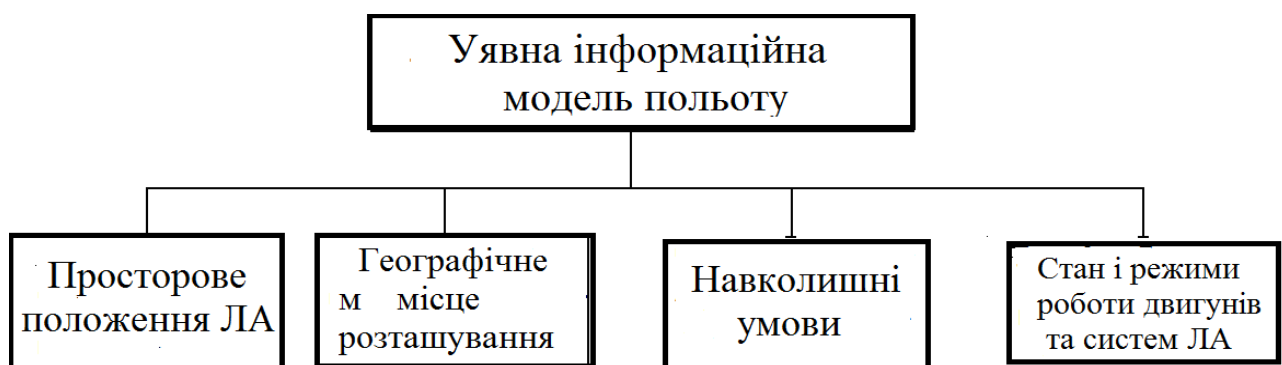 Уявна інформаційна
модель польоту
Просторове
положення ЛА
Географічне
м місце
розташування
Навколишні
умови
Стан і режими
роботи двигунів
та систем ЛА